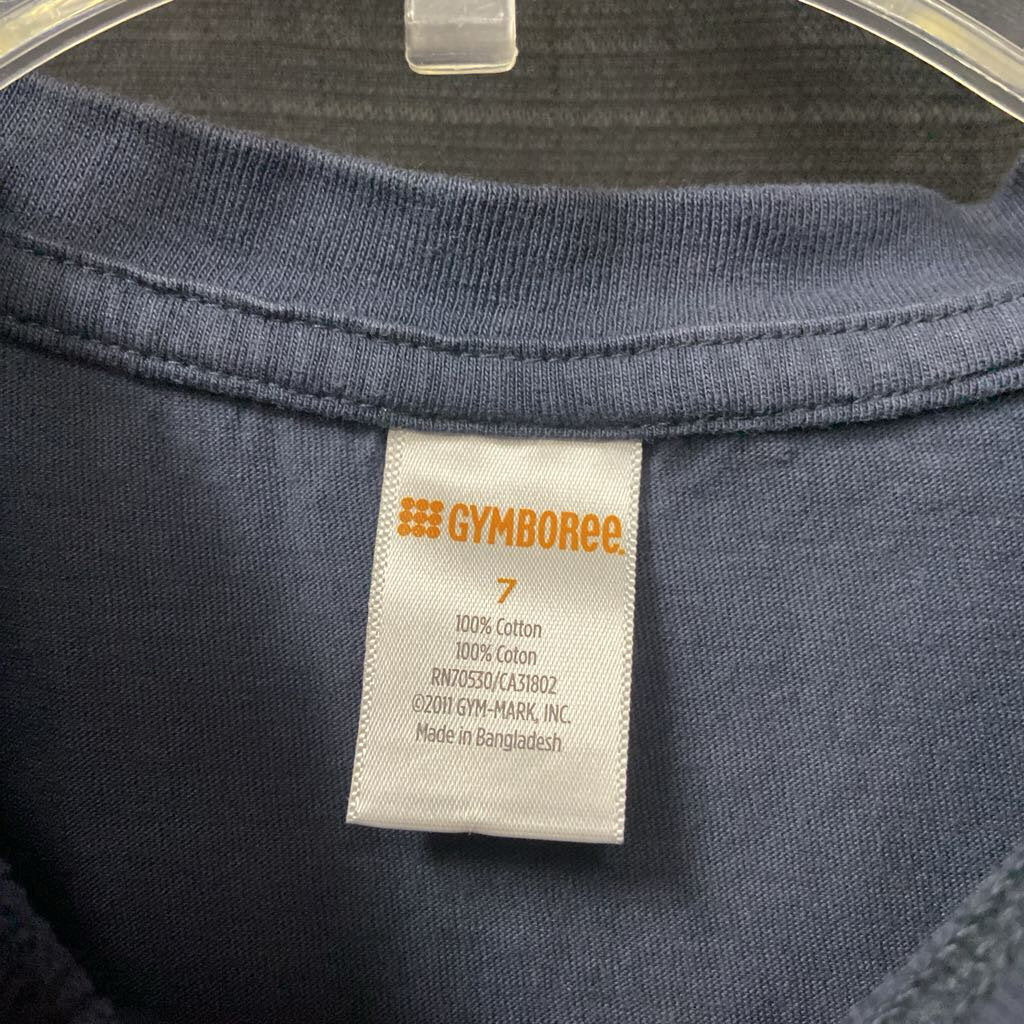 GYMBOREE.
7
100% Cotton
100% Coton
RN70530/CA31802
©2011 GYM-MARK, INC.
Made in Bangladesh